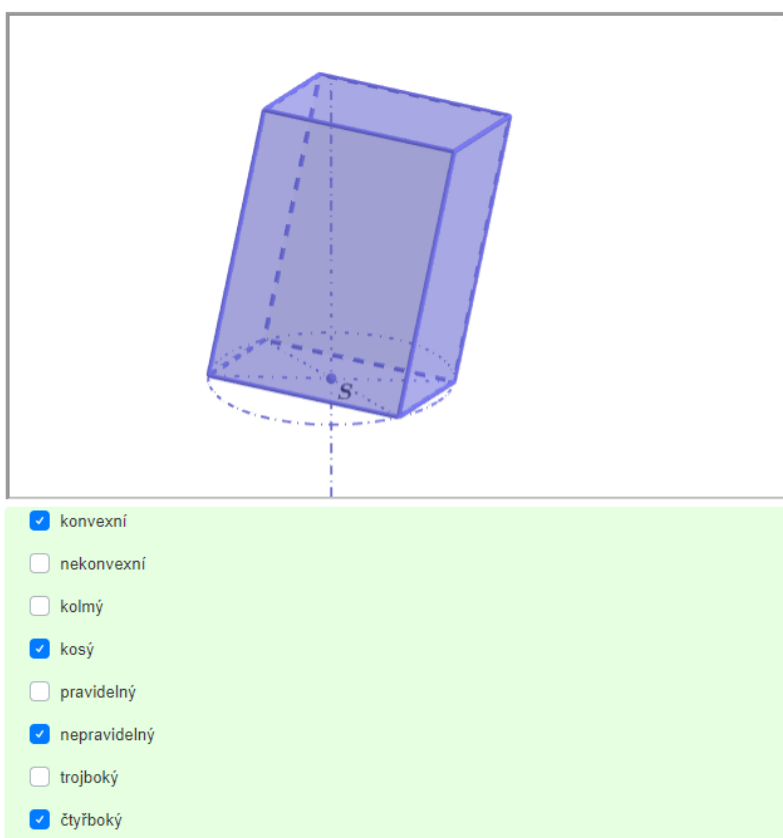 S
konvexní
nekonvexní
kolmý
kosý
pravidelný
nepravidelný
trojboký
čtyřboký